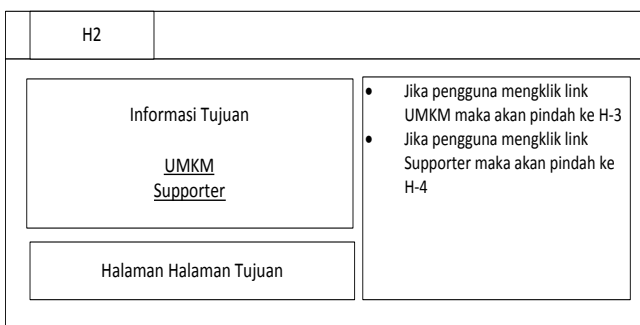 H2
Informasi Tujuan
UMKM
Supporter
Halaman Halaman Tujuan
• Jika pengguna mengklik link
UMKM maka akan pindah ke H-3
• Jika pengguna mengklik link
Supporter maka akan pindah ke
H-4